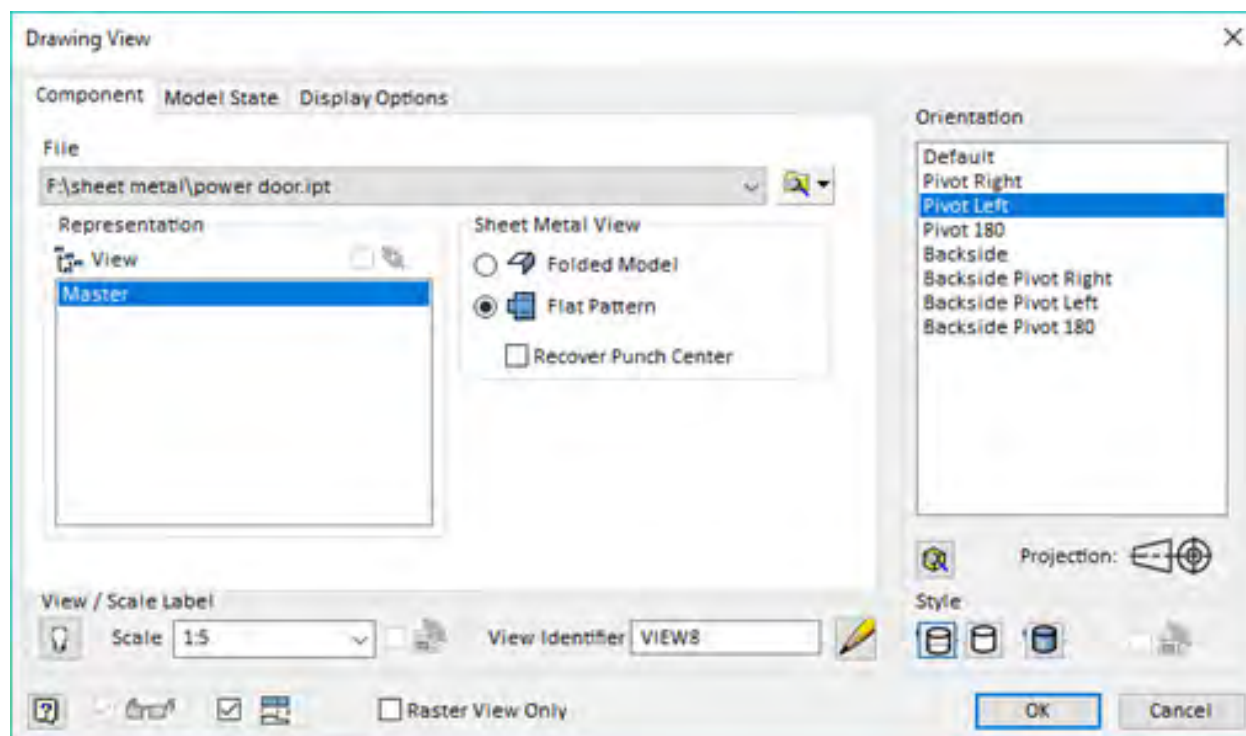 Drawing View
Component Model State Display Options
File
F:\sheet metal\power door.ipt
Representation
View
Master
Sheet Metal View
Folded Model
Flat Pattern
Recover Punch Center
Orientation
Default
Pivot Right
Pivot Left
Pivot 180
Backside
Backside Pivot Right
Backside Pivot Left
Backside Pivot 180
Projection:
View / Scale Label
Scale 1:5
View Identifier VIEW8
Style
Raster View Only
OK Cancel